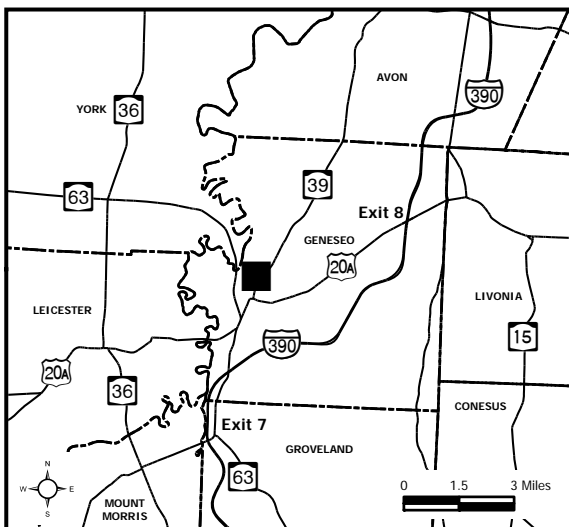 AVON
390
YORK
36
63
39
Exit 8
GENESEO
20A
LIVONIA
LEICESTER
15
390
20A
36
CONESUS
Exit 7
GROVELAND
N
W E
S
63
0 1.5 3 Miles
MOUNT
MORRIS